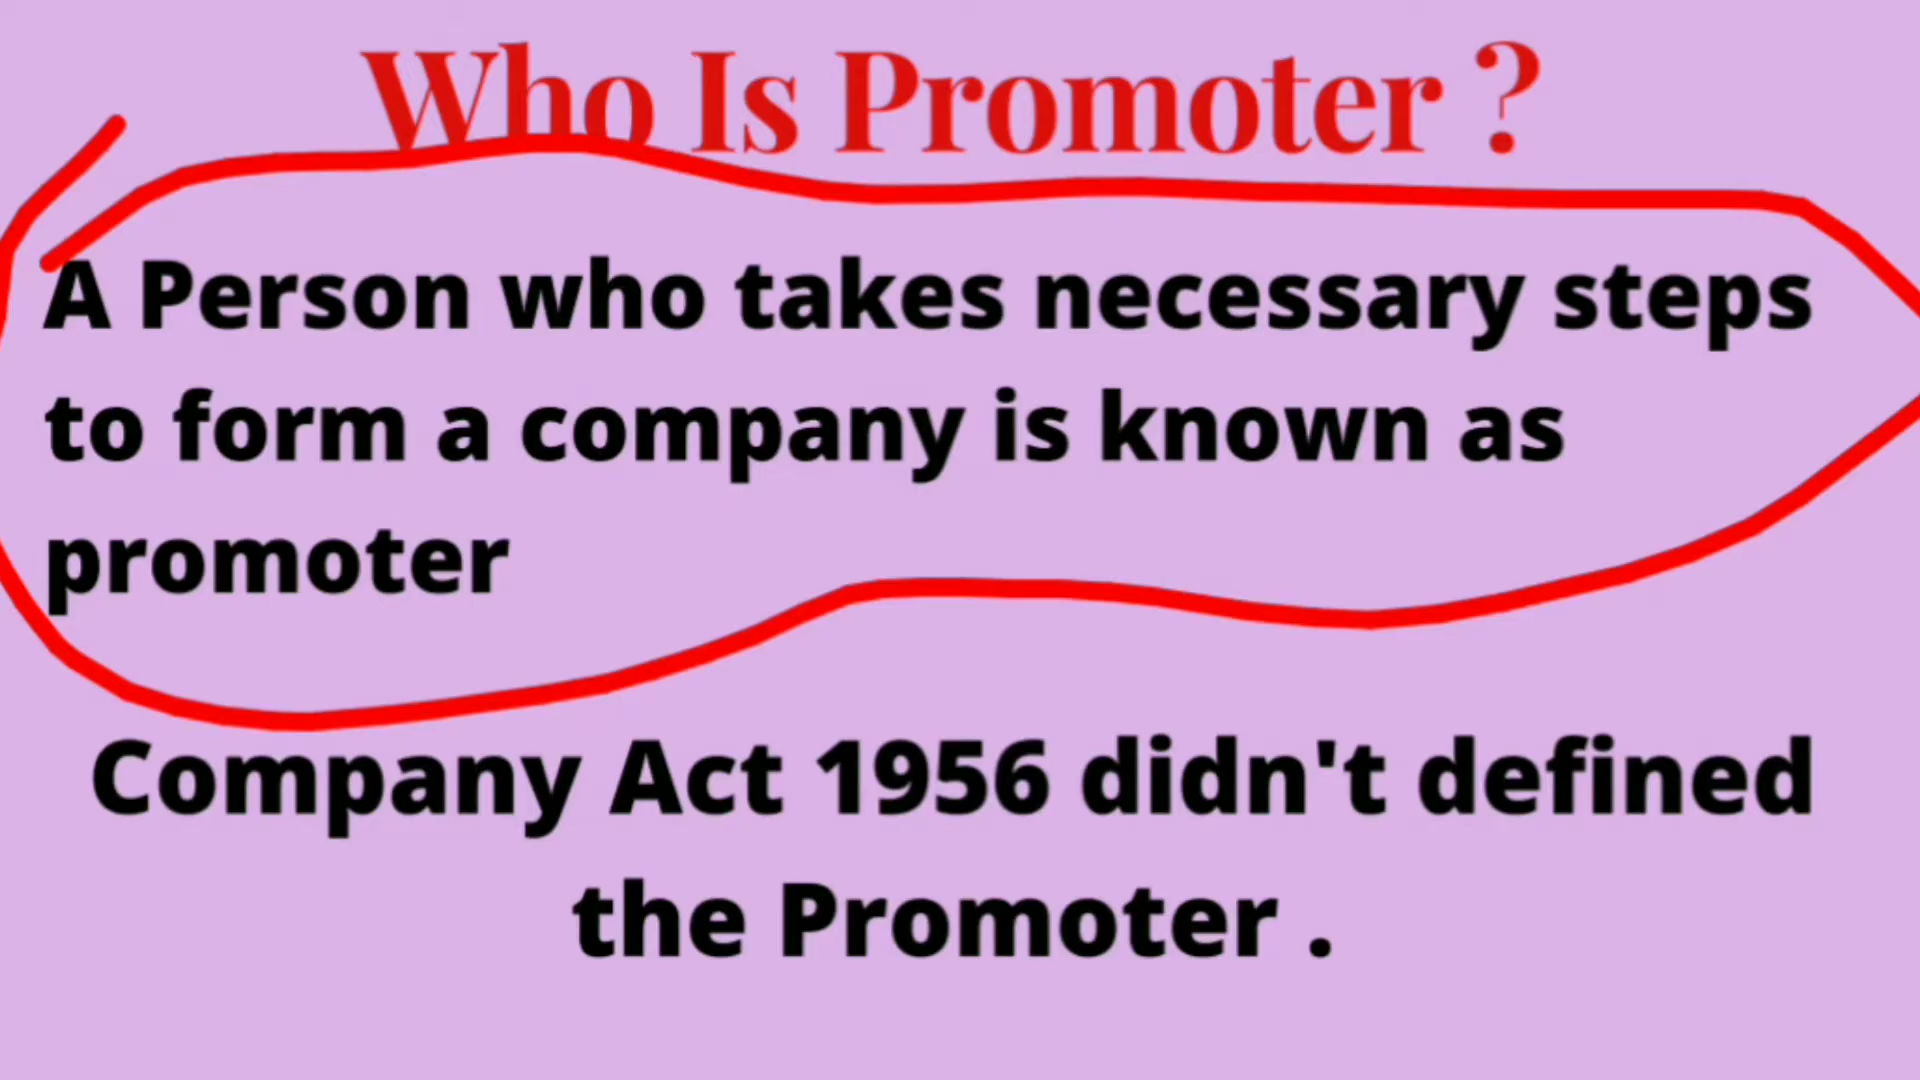 Who Is Promoter ?
A Person who takes necessary steps
to form a company is known as
promoter
Company Act 1956 didn't defined
the Promoter .